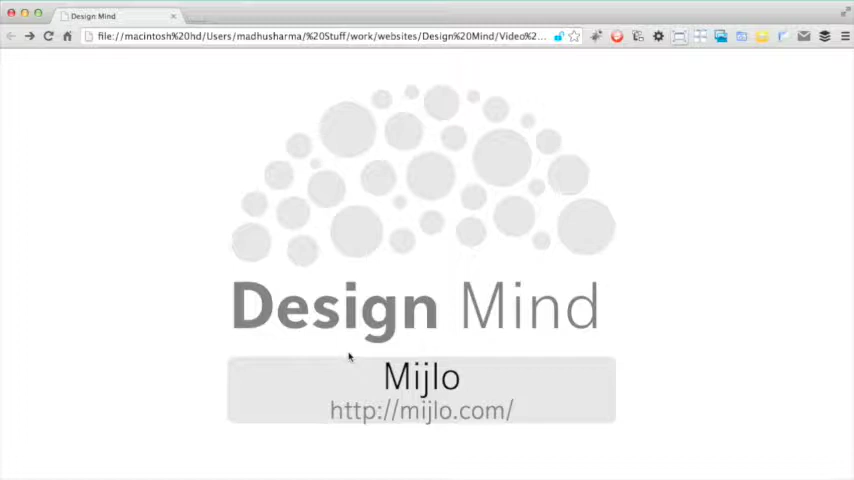 Design Mind
file://macintosh%20hd/Users/madhusharma/%20Stuff/work/websites/Design%20Mind/Video%2...
Design Mind
Mijlo
http://mijlo.com/